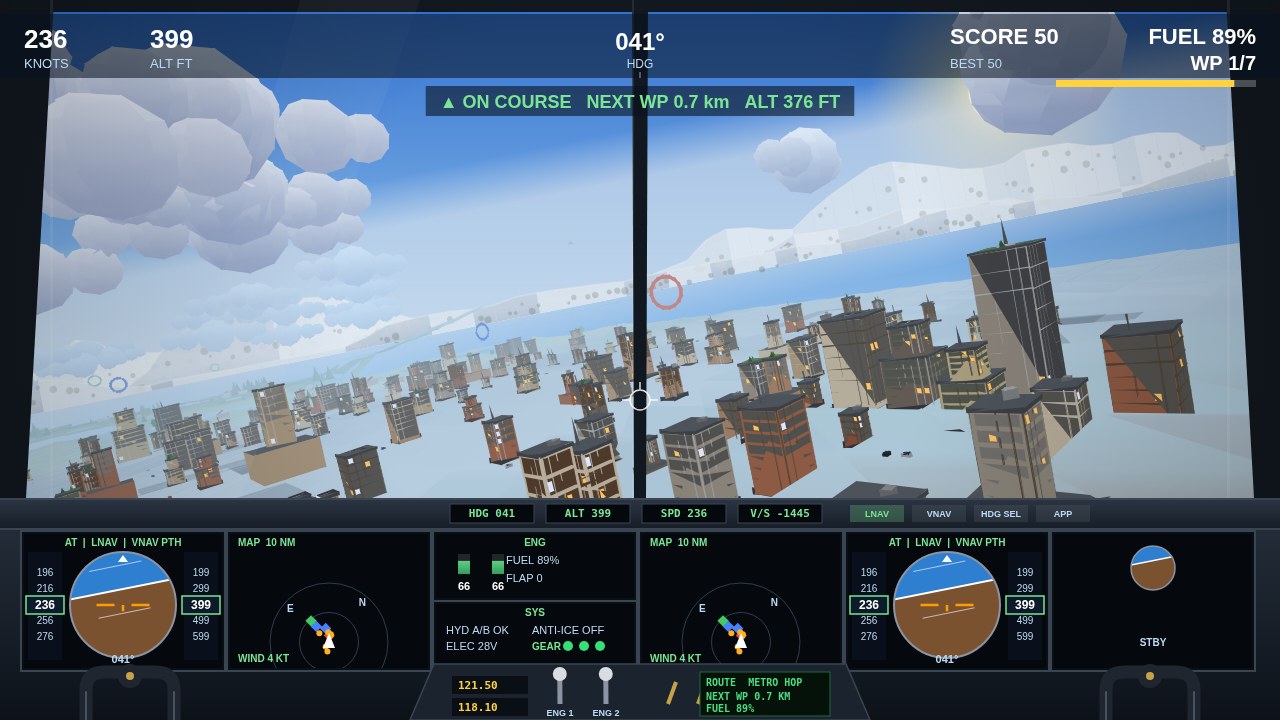 236
KNOTS
399
ALT FT
041°
HDG
SCORE 50
BEST 50
FUEL 89%
WP 1/7
▲ ON COURSE NEXT WP 0.7 km ALT 376 FT
HDG 041
ALT 399
SPD 236
V/S -1445
LNAV
VNAV
HDG SEL
APP
AT | LNAV | VNAV PTH
196
216
236
256
276
199
299
399
499
599
041°
MAP 10 NM
E
N
WIND 4 KT
ENG
66
66
FUEL 89%
FLAP 0
SYS
HYD A/B OK
ANTI-ICE OFF
ELEC 28V
GEAR
MAP 10 NM
E
N
WIND 4 KT
AT | LNAV | VNAV PTH
196
216
236
256
276
199
299
399
499
599
041°
STBY
121.50
118.10
ENG 1
ENG 2
ROUTE METRO HOP
NEXT WP 0.7 KM
FUEL 89%